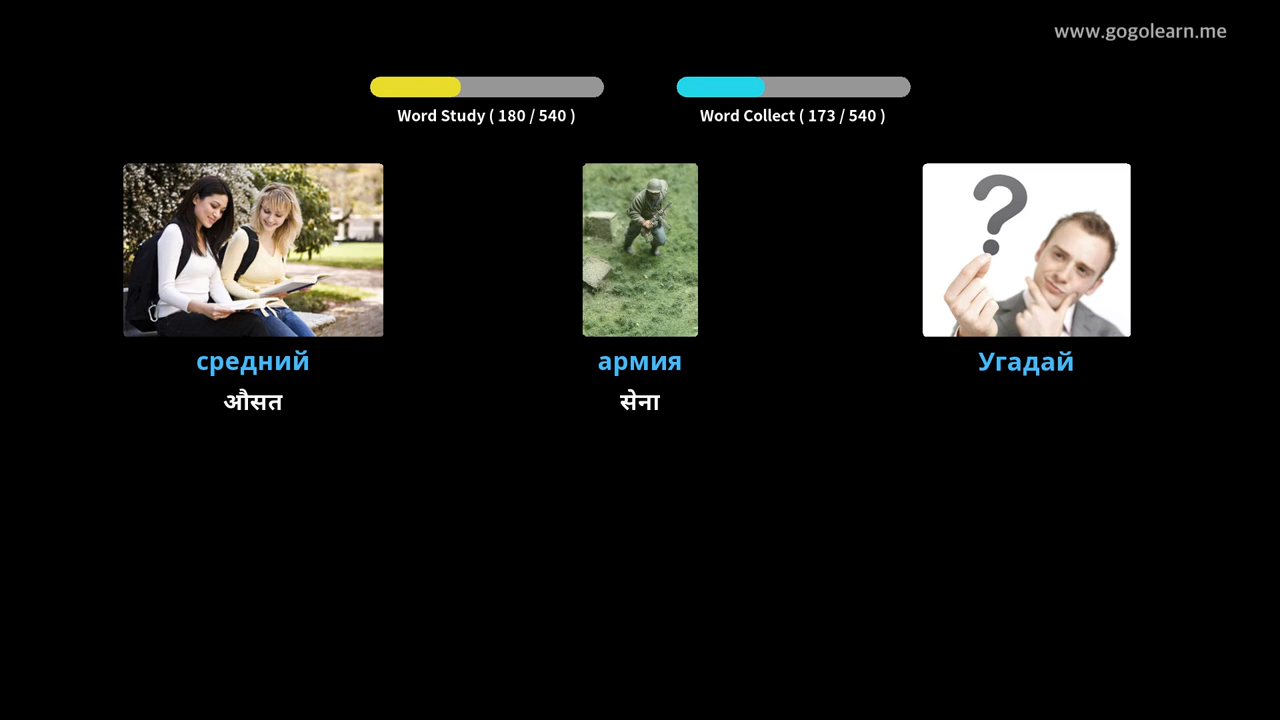 www.gogolearn.me
Word Study ( 180 / 540 )
Word Collect ( 173 / 540 )
средний
армия
Угадай
औसत
सेना